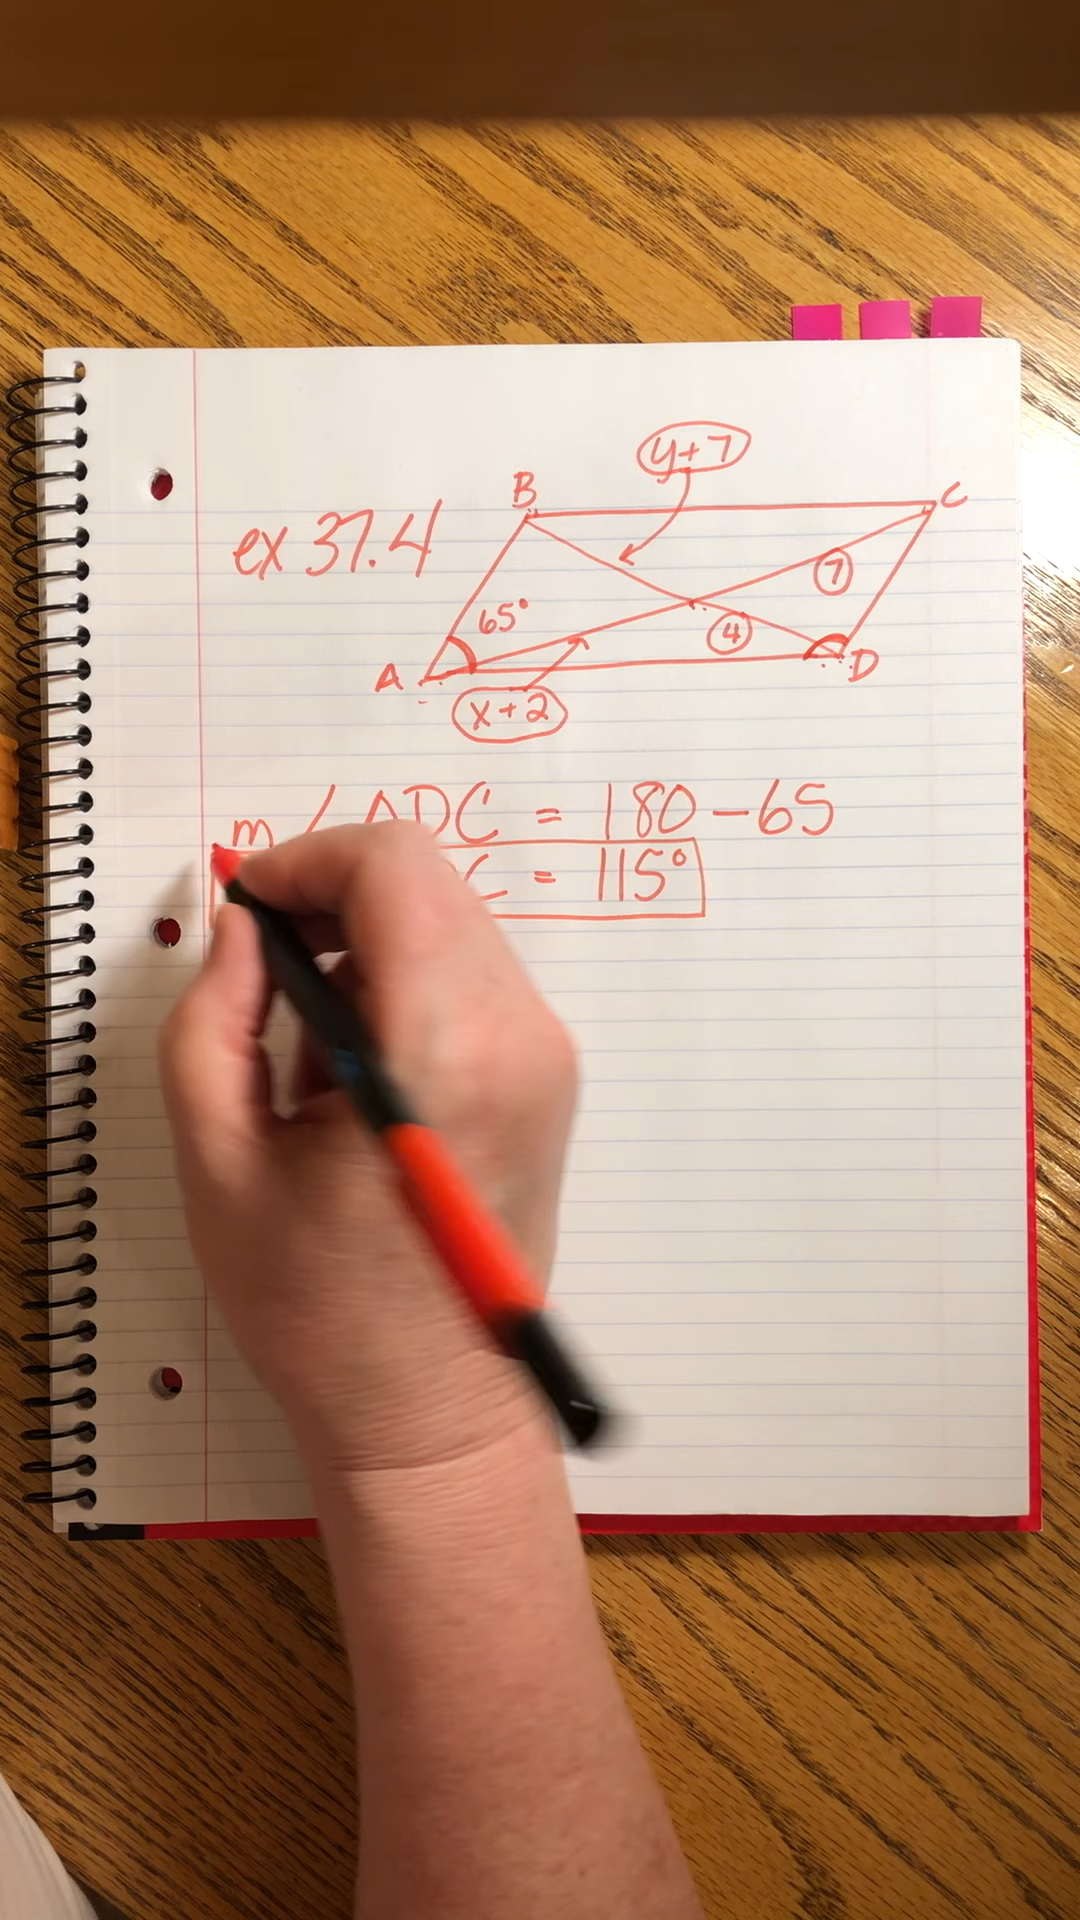 y+7
B
C
ex 37.4
7
65°
4
A
D
x+2
m∠ADC = 180-65
C = 115°